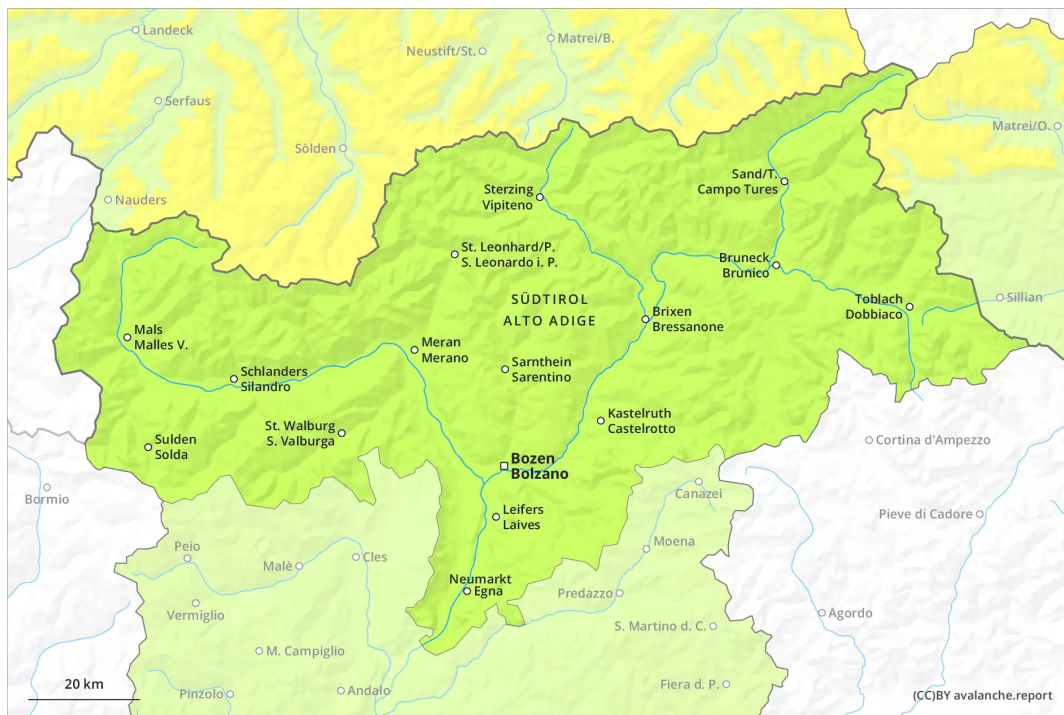 Landeck
Matrei/B.
Neustift/St.
Serfaus
Matrei/O.
Sölden
Sand/T.
Campo Tures
Sterzing
Vipiteno
Nauders
St. Leonhard/P.
S. Leonardo i. P.
Bruneck
Brunico
SÜDTIROL
ALTO ADIGE
Toblach
Dobbiaco
Sillian
Brixen
Bressanone
Mals
Malles V.
Meran
Merano
Sarnthein
Sarentino
Schlanders
Silandro
Kastelruth
Castelrotto
St. Walburg
S. Valburga
Sulden
Solda
Cortina d'Ampezzo
Bozen
Bolzano
Bormio
Canazei
Leifers
Laives
Pieve di Cadore
Peio
Malè
Cles
Moena
Neumarkt
Egna
Predazzo
Vermiglio
Agordo
S. Martino d. C.
M. Campiglio
20 km
Pinzolo
Andalo
Fiera d. P.
(CC)BY avalanche.report